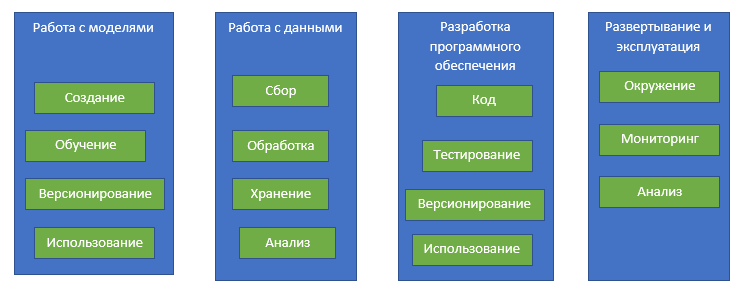 Работа с моделями
Создание
Обучение
Версионирование
Использование
Работа с данными
Сбор
Обработка
Хранение
Анализ
Разработка
программного
обеспечения
Код
Тестирование
Версионирование
Использование
Развертывание и
эксплуатация
Окружение
Мониторинг
Анализ